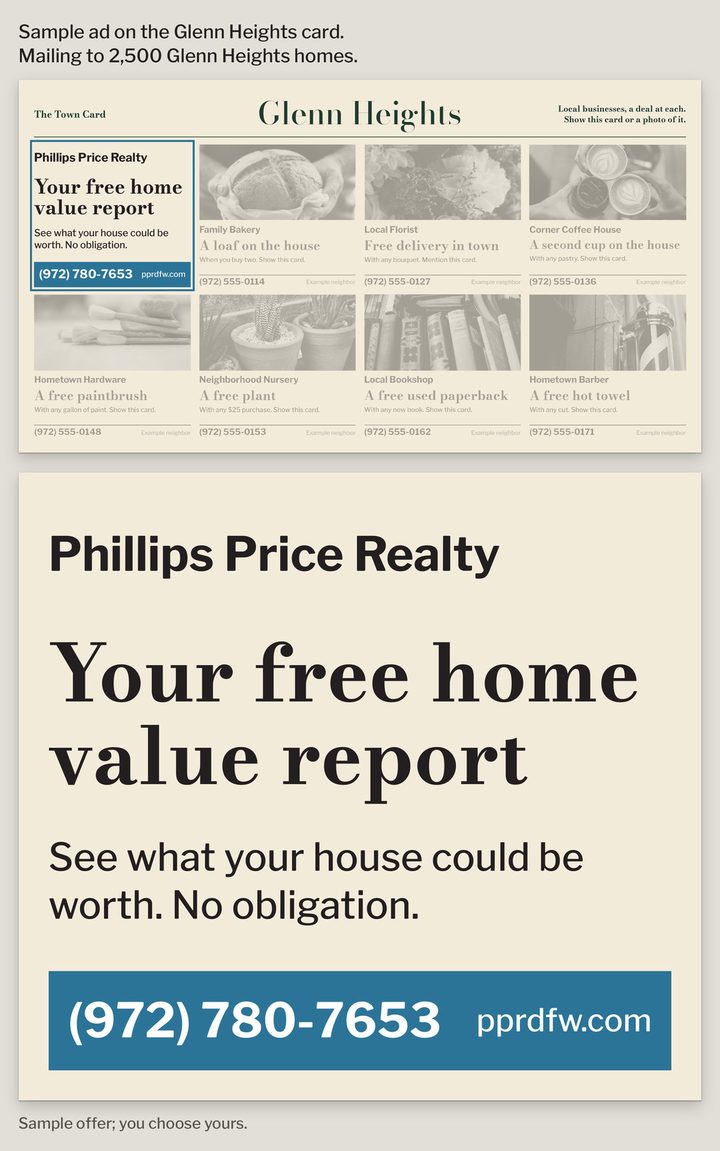 Sample ad on the Glenn Heights card.
Mailing to 2,500 Glenn Heights homes.
The Town Card
Glenn Heights
Local businesses, a deal at each.
Show this card or a photo of it.
Phillips Price Realty
Your free home
value report
See what your house could be
worth. No obligation.
(972) 780-7653 pprdfw.com
Family Bakery
A loaf on the house
When you buy two. Show this card.
(972) 555-0114 Example neighbor
Local Florist
Free delivery in town
With any bouquet. Mention this card.
(972) 555-0127 Example neighbor
Corner Coffee House
A second cup on the house
With any pastry. Show this card.
(972) 555-0136 Example neighbor
Hometown Hardware
A free paintbrush
With any gallon of paint. Show this card.
(972) 555-0148 Example neighbor
Neighborhood Nursery
A free plant
With any $25 purchase. Show this card.
(972) 555-0153 Example neighbor
Local Bookshop
A free used paperback
With any new book. Show this card.
(972) 555-0162 Example neighbor
Hometown Barber
A free hot towel
With any cut. Show this card.
(972) 555-0171 Example neighbor
Phillips Price Realty
Your free home
value report
See what your house could be
worth. No obligation.
(972) 780-7653 pprdfw.com
Sample offer; you choose yours.